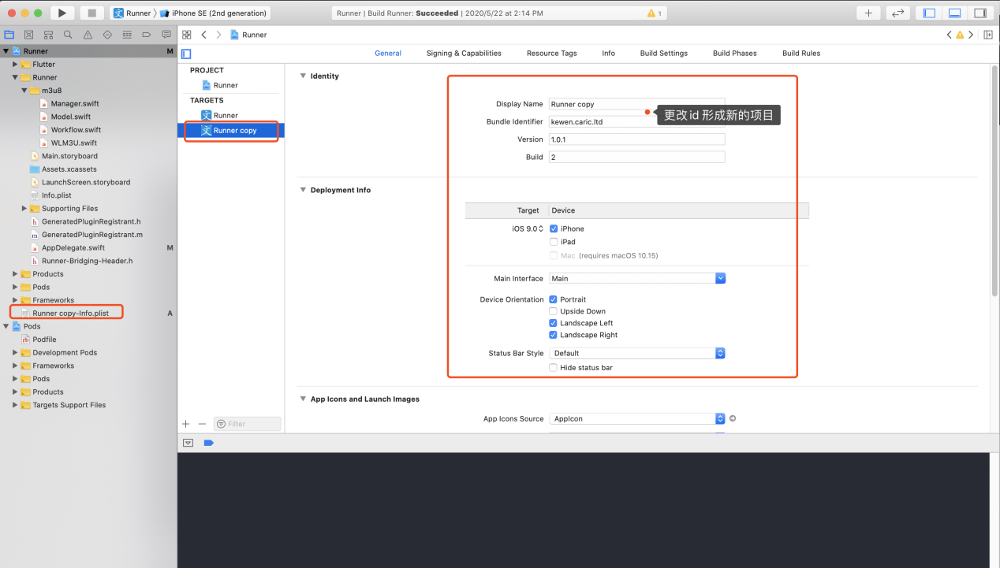 Runner
iPhone SE (2nd generation)
Runner | Build Runner: Succeeded | 2020/5/22 at 2:14 PM
1
Runner
Runner M
Flutter
Runner
m3u8
Manager.swift
Model.swift
Workflow.swift
WLM3U.swift
Main.storyboard
Assets.xcassets
LaunchScreen.storyboard
Info.plist
Supporting Files
GeneratedPluginRegistrant.h
GeneratedPluginRegistrant.m
AppDelegate.swift M
Runner-Bridging-Header.h
Products
Pods
Frameworks
Runner copy-Info.plist A
Pods
Podfile
Development Pods
Frameworks
Pods
Products
Targets Support Files
General Signing & Capabilities Resource Tags Info Build Settings Build Phases Build Rules
PROJECT
Runner
TARGETS
Runner
Runner copy
Filter
Identity
Display Name Runner copy
更改id 形成新的项目
Bundle Identifier kewen.caric.ltd
Version 1.0.1
Build 2
Deployment Info
Target Device
iOS 9.0 iPhone
iPad
Mac (requires macOS 10.15)
Main Interface Main
Device Orientation Portrait
Upside Down
Landscape Left
Landscape Right
Status Bar Style Default
Hide status bar
App Icons and Launch Images
App Icons Source AppIcon